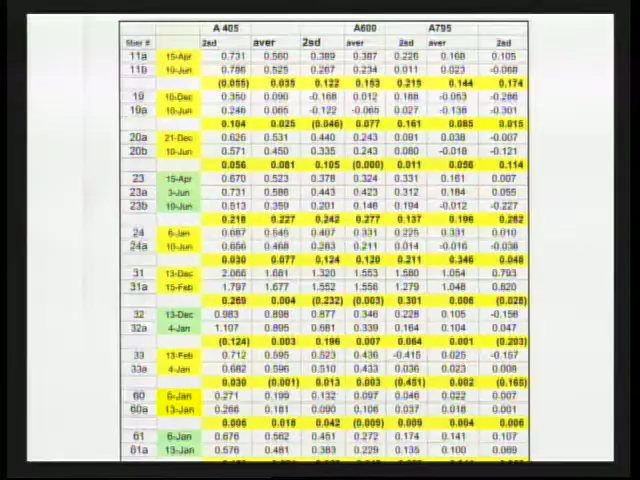 A 405 A600 A795
fiber # 2sd aver 2sd aver 2sd aver 2sd
11a 15-Apr 0.731 0.560 0.389 0.387 0.226 0.168 0.105
11b 10-Jun 0.786 0.525 0.267 0.234 0.011 0.023 -0.068
(0.055) 0.035 0.122 0.153 0.215 0.144 0.174
19 10-Dec 0.350 0.090 -0.168 0.012 0.188 -0.053 -0.286
19a 10-Jun 0.246 0.065 -0.122 -0.065 0.027 -0.138 -0.301
0.104 0.025 (0.046) 0.077 0.161 0.085 0.015
20a 21-Dec 0.626 0.531 0.440 0.243 0.091 0.038 -0.007
20b 10-Jun 0.571 0.450 0.335 0.243 0.080 -0.018 -0.121
0.056 0.081 0.105 (0.000) 0.011 0.056 0.114
23 15-Apr 0.670 0.523 0.378 0.324 0.331 0.161 0.007
23a 3-Jun 0.731 0.586 0.443 0.423 0.312 0.184 0.055
23b 10-Jun 0.513 0.359 0.201 0.146 0.194 -0.012 -0.227
0.218 0.227 0.242 0.277 0.137 0.196 0.282
24 6-Jan 0.687 0.545 0.407 0.331 0.225 0.331 0.010
24a 10-Jun 0.656 0.468 0.283 0.211 0.014 -0.016 -0.038
0.030 0.077 0.124 0.120 0.211 0.346 0.048
31 13-Dec 2.066 1.681 1.320 1.553 1.580 1.054 0.793
31a 15-Feb 1.797 1.677 1.552 1.556 1.279 1.048 0.820
0.269 0.004 (0.232) (0.003) 0.301 0.006 (0.028)
32 13-Dec 0.983 0.898 0.877 0.346 0.228 0.105 -0.156
32a 4-Jan 1.107 0.895 0.681 0.339 0.164 0.104 0.047
(0.124) 0.003 0.196 0.007 0.064 0.001 (0.203)
33 13-Feb 0.712 0.595 0.523 0.436 -0.415 0.025 -0.157
33a 4-Jan 0.682 0.596 0.510 0.433 0.036 0.023 0.008
0.030 (0.001) 0.013 0.003 (0.451) 0.002 (0.165)
60 6-Jan 0.271 0.199 0.132 0.097 0.046 0.022 0.007
60a 13-Jan 0.266 0.181 0.090 0.106 0.037 0.018 0.001
0.006 0.018 0.042 (0.009) 0.009 0.004 0.006
61 6-Jan 0.676 0.562 0.451 0.272 0.174 0.141 0.107
61a 13-Jan 0.576 0.481 0.383 0.229 0.135 0.100 0.069